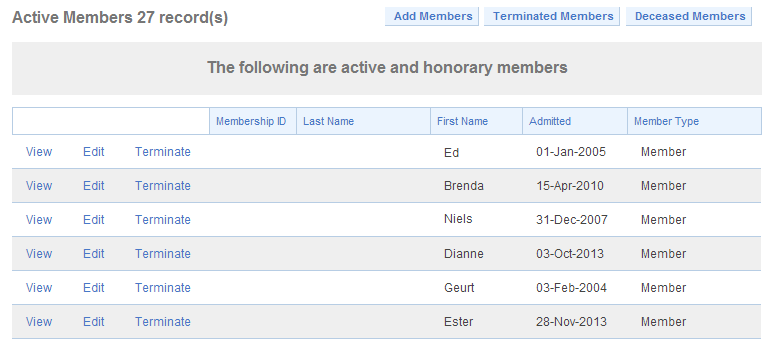 Active Members 27 record(s) Add Members Terminated Members Deceased Members
The following are active and honorary members
Membership ID Last Name First Name Admitted Member Type
View Edit Terminate Ed 01-Jan-2005 Member
View Edit Terminate Brenda 15-Apr-2010 Member
View Edit Terminate Niels 31-Dec-2007 Member
View Edit Terminate Dianne 03-Oct-2013 Member
View Edit Terminate Geurt 03-Feb-2004 Member
View Edit Terminate Ester 28-Nov-2013 Member